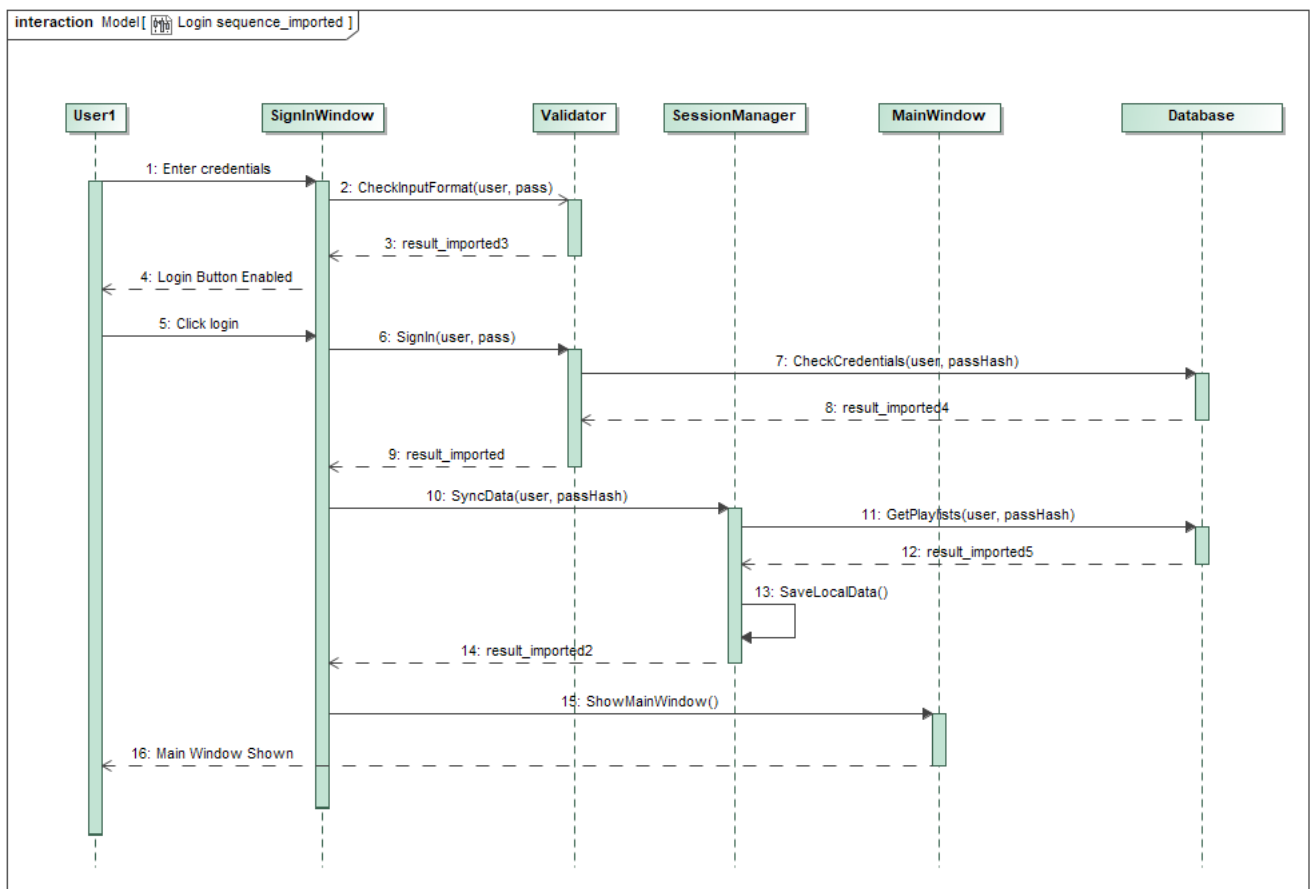 interaction Model[ Login sequence_imported ]
User1
SignInWindow
Validator
SessionManager
MainWindow
Database
1: Enter credentials
2: CheckInputFormat(user, pass)
3: result_imported3
4: Login Button Enabled
5: Click login
6: SignIn(user, pass)
7: CheckCredentials(user, passHash)
8: result_imported4
9: result_imported
10: SyncData(user, passHash)
11: GetPlaylists(user, passHash)
12: result_imported5
13: SaveLocalData()
14: result_imported2
15: ShowMainWindow()
16: Main Window Shown